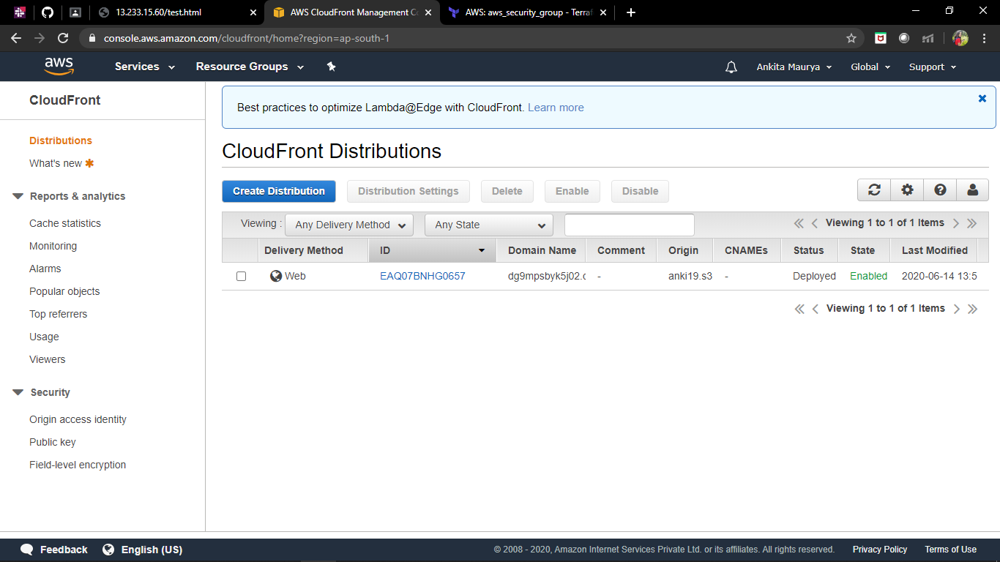 13.233.15.60/test.html
AWS CloudFront Management Co
AWS: aws_security_group - Terraf
console.aws.amazon.com/cloudfront/home?region=ap-south-1
aws Services Resource Groups Ankita Maurya Global Support
CloudFront
Distributions
What's new
Reports & analytics
Cache statistics
Monitoring
Alarms
Popular objects
Top referrers
Usage
Viewers
Security
Origin access identity
Public key
Field-level encryption
Best practices to optimize Lambda@Edge with CloudFront. Learn more
CloudFront Distributions
Create Distribution Distribution Settings Delete Enable Disable
Viewing : Any Delivery Method Any State Viewing 1 to 1 of 1 Items
Delivery Method ID Domain Name Comment Origin CNAMEs Status State Last Modified
Web EAQ07BNHG0657 dg9mpsbyk5j02.c - anki19.s3 - Deployed Enabled 2020-06-14 13:5
Viewing 1 to 1 of 1 Items
Feedback English (US) © 2008 - 2020, Amazon Internet Services Private Ltd. or its affiliates. All rights reserved. Privacy Policy Terms of Use